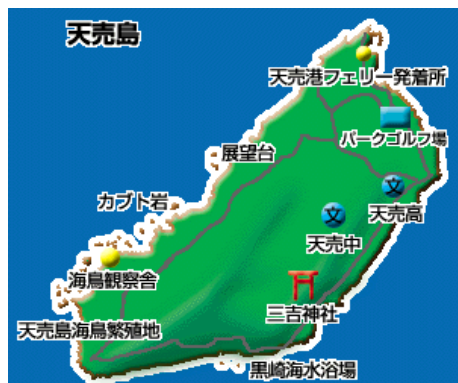 天売島
天売港フェリー発着所
パークゴルフ場
展望台
文
天売高
カブト岩
文
天売中
海鳥観察舎
三吉神社
天売島海鳥繁殖地
黒崎海水浴場